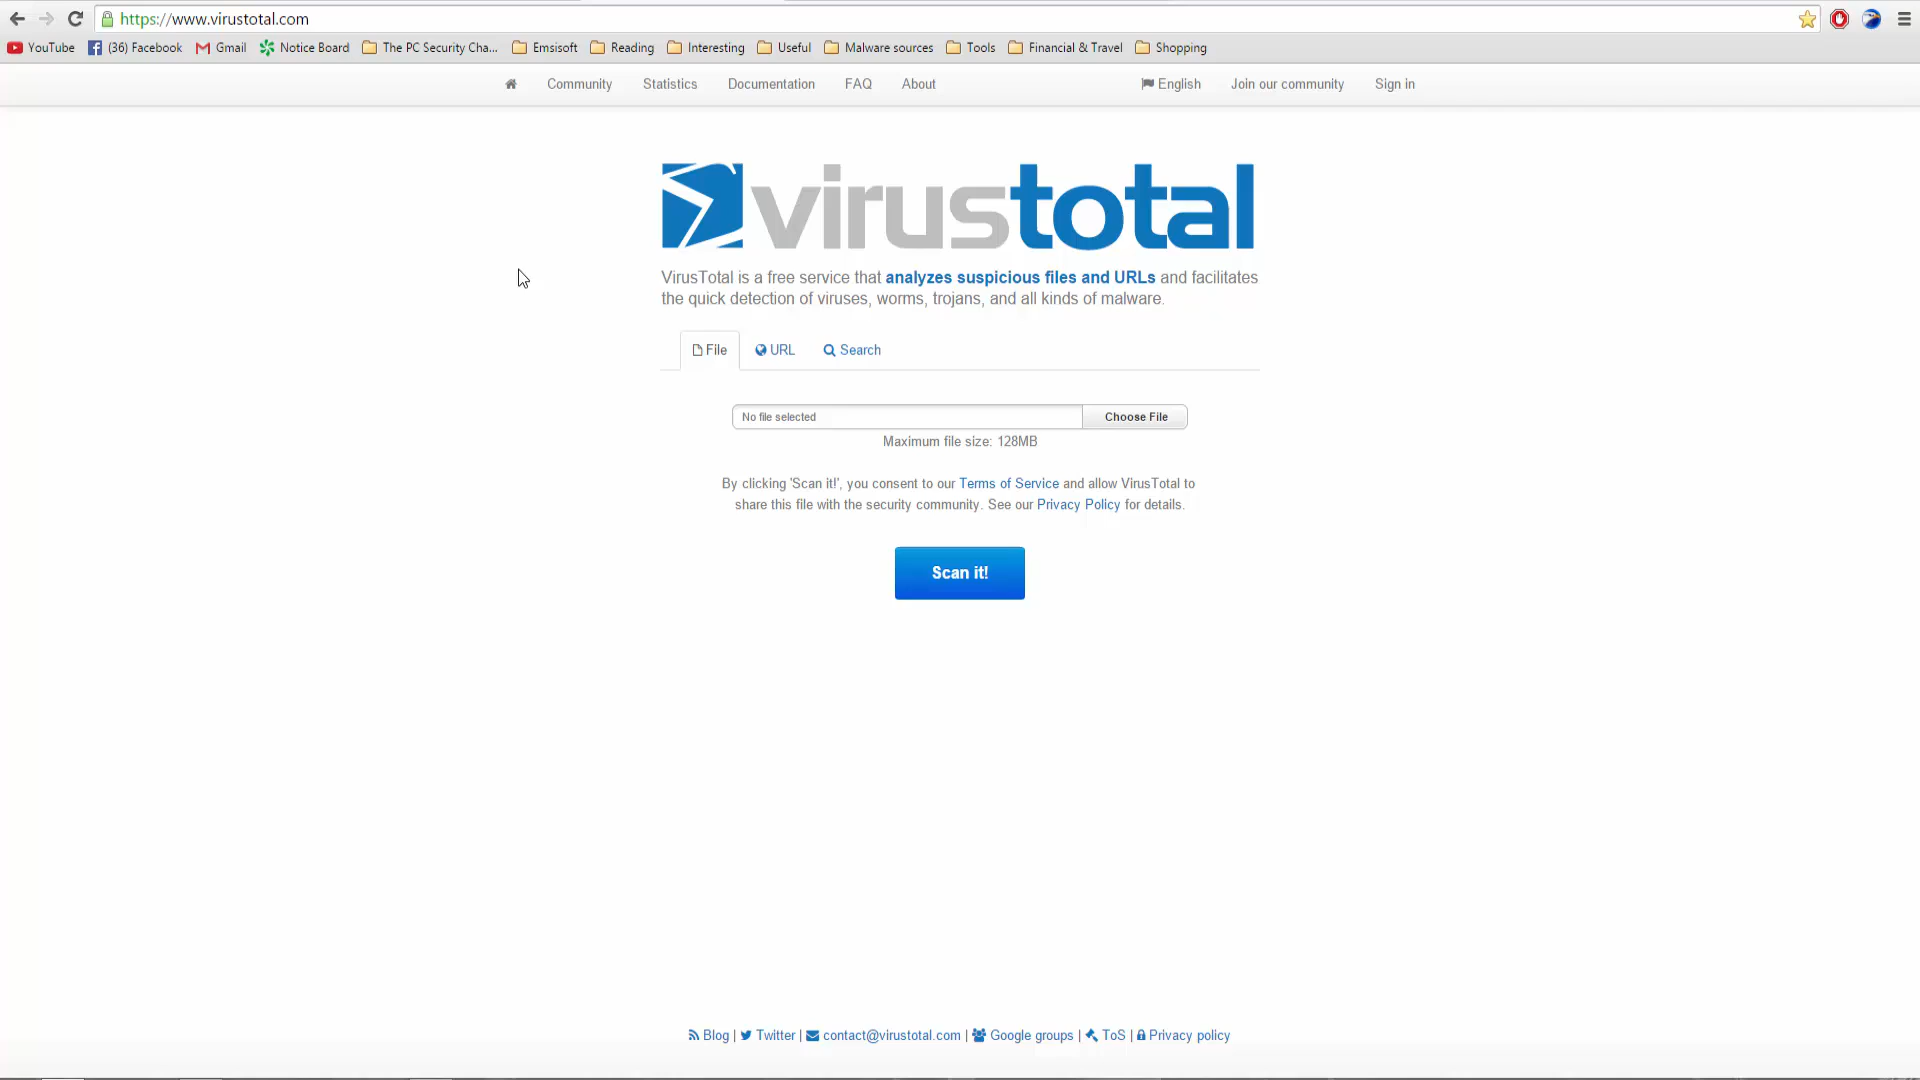 https://www.virustotal.com
YouTube (36) Facebook Gmail Notice Board The PC Security Cha... Emsisoft Reading Interesting Useful Malware sources Tools Financial & Travel Shopping
Community Statistics Documentation FAQ About English Join our community Sign in
virustotal
VirusTotal is a free service that analyzes suspicious files and URLs and facilitates
the quick detection of viruses, worms, trojans, and all kinds of malware.
File URL Search
No file selected Choose File
Maximum file size: 128MB
By clicking 'Scan it!', you consent to our Terms of Service and allow VirusTotal to
share this file with the security community. See our Privacy Policy for details.
Scan it!
Blog | Twitter | contact@virustotal.com | Google groups | ToS | Privacy policy